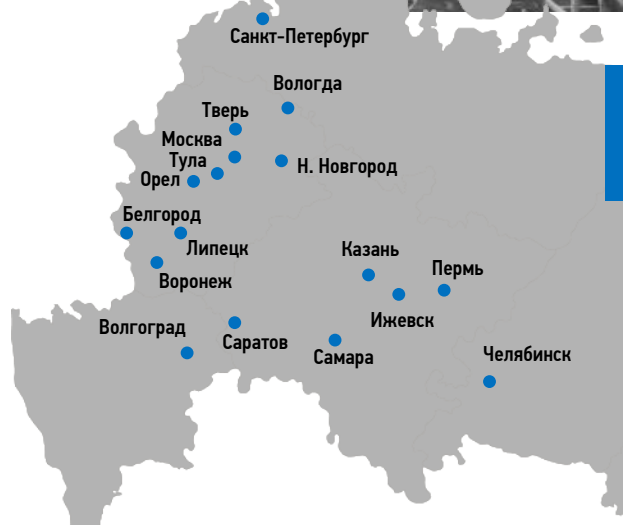 Санкт-Петербург
Вологда
Тверь
Москва
Тула
Н. Новгород
Орел
Белгород
Липецк
Казань
Пермь
Воронеж
Ижевск
Волгоград
Саратов
Самара
Челябинск